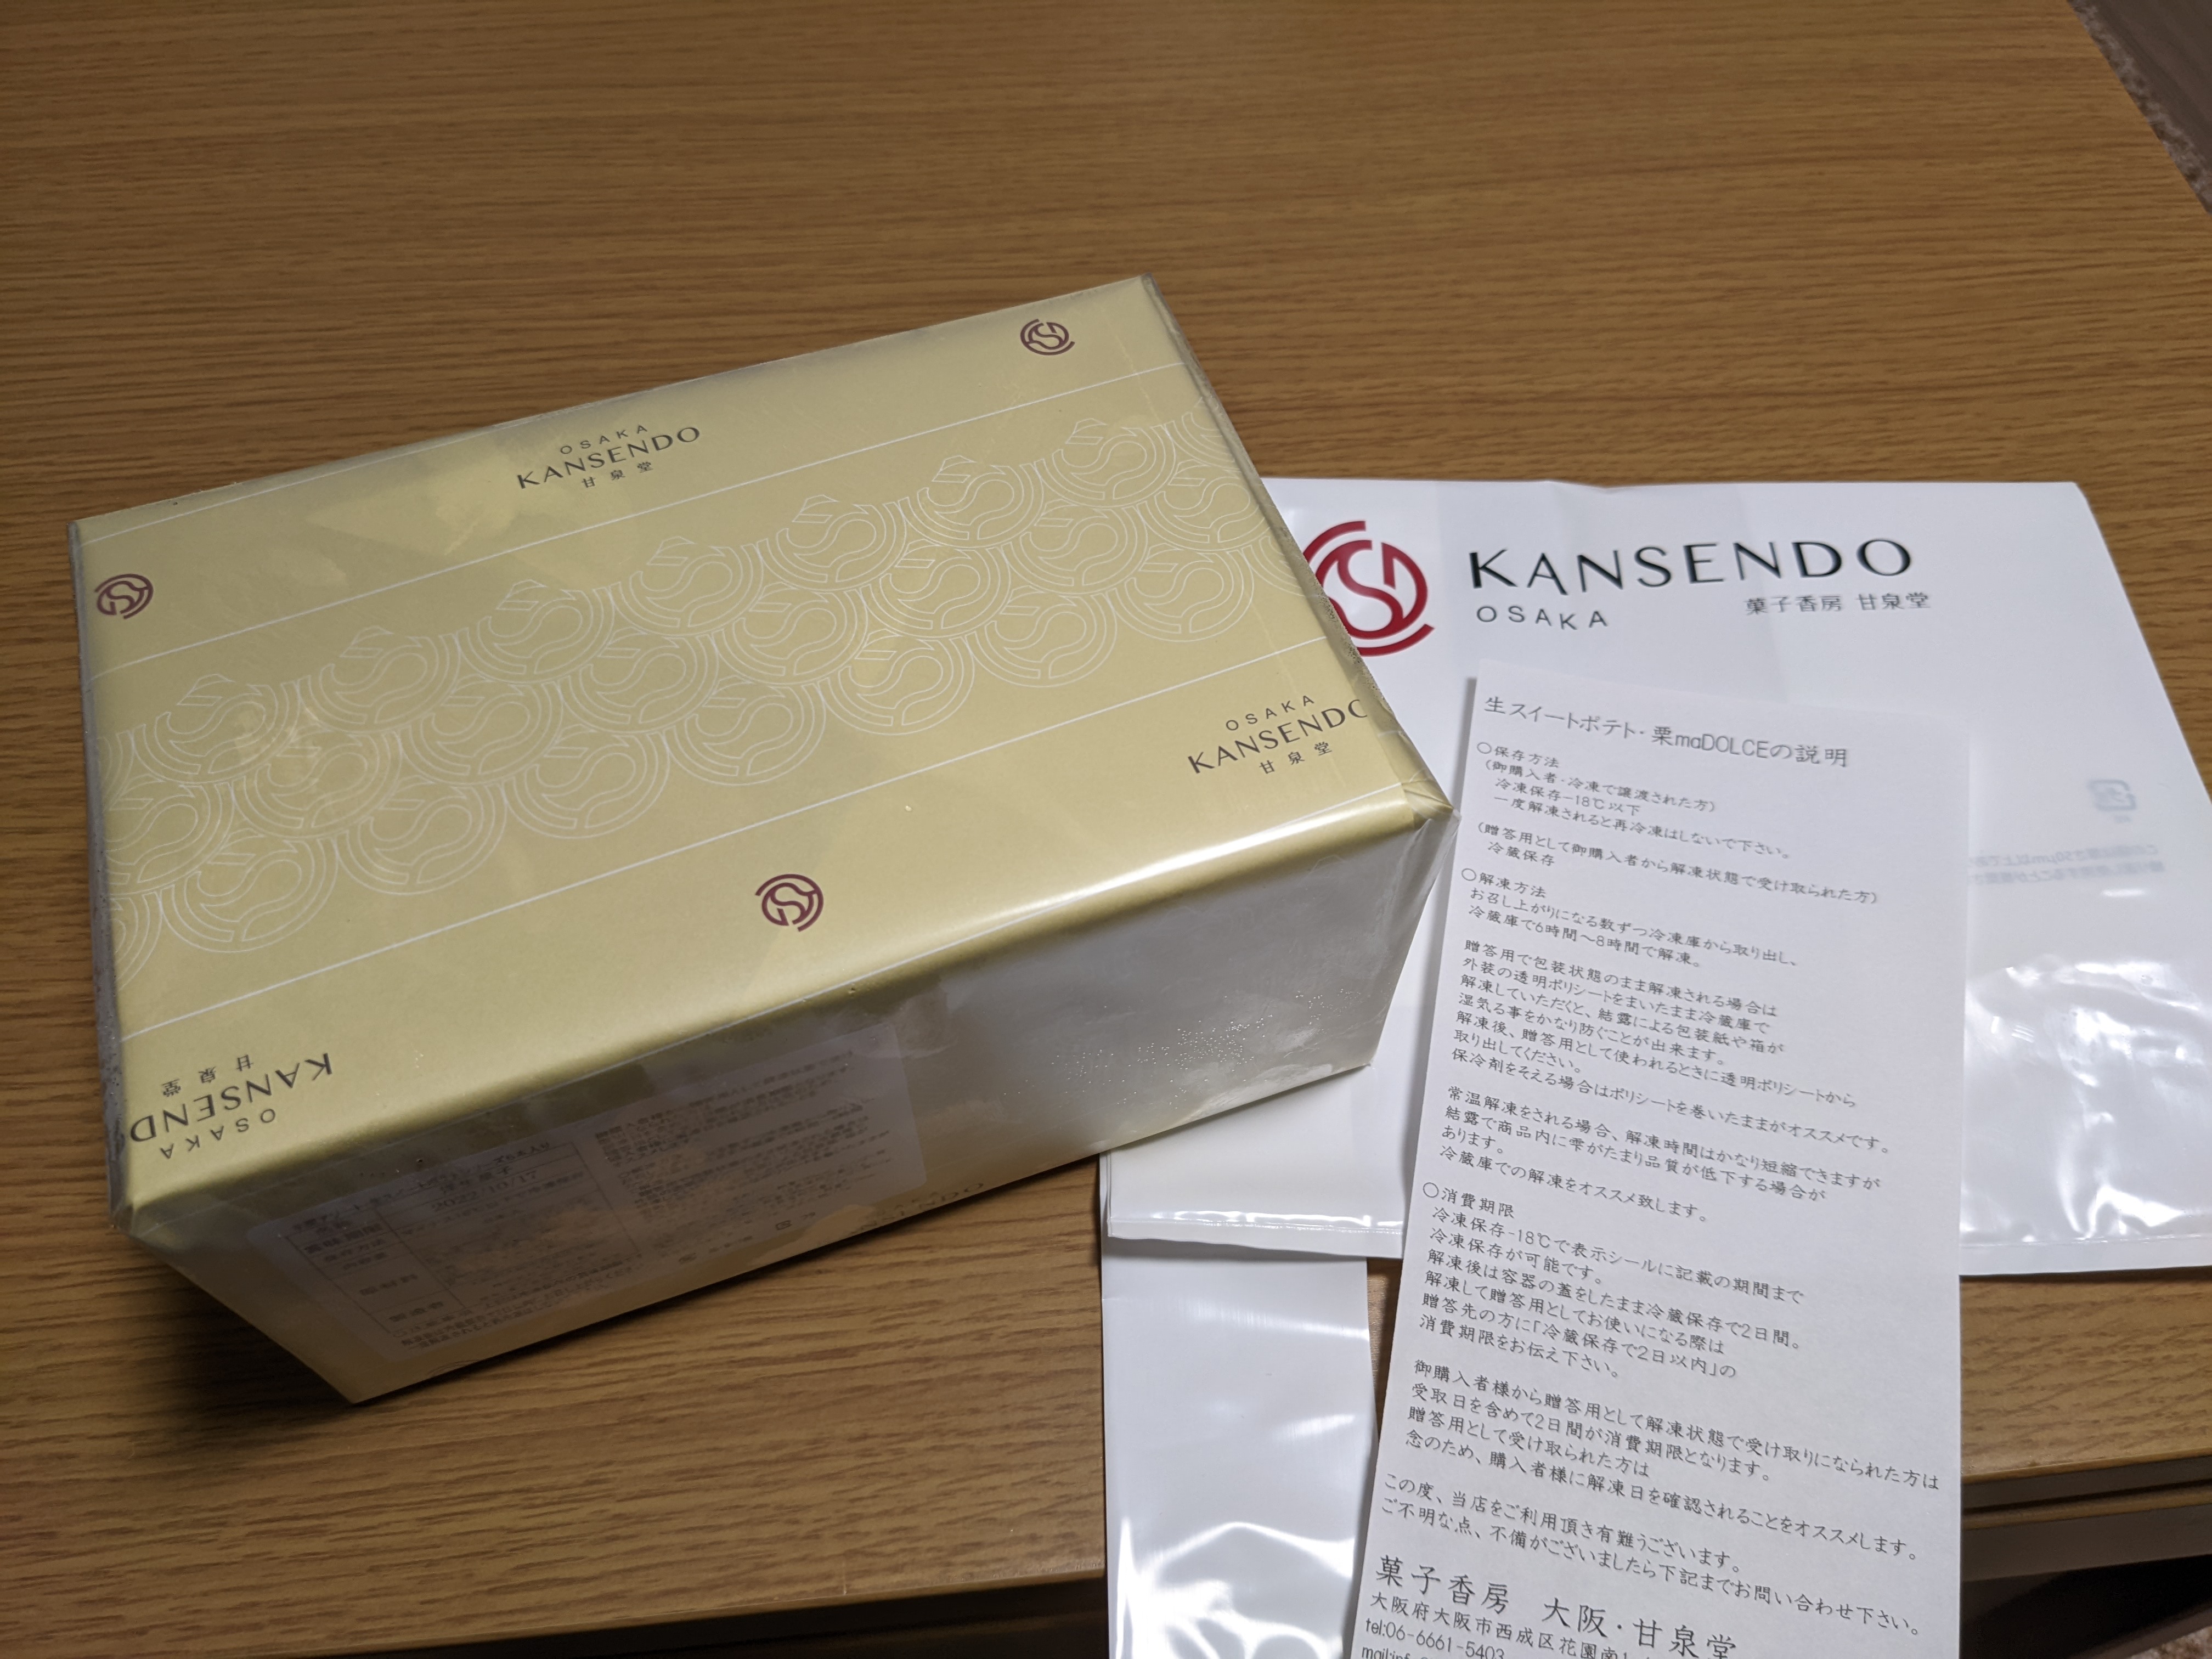 OSAKA
KANSENDO
甘泉堂
OSAKA
KANSENDO
甘泉堂
OSAKA
KANSENDO
甘泉堂
2022/10/17
KANSENDO
OSAKA
菓子香房 甘泉堂
生スイートポテト・栗maDOLCEの説明
○保存方法
(御購入者・冷凍で譲渡された方)
冷凍保存-18℃以下
一度解凍されると再冷凍はしないで下さい。
(贈答用として御購入者から解凍状態で受け取られた方)
冷蔵保存
○解凍方法
お召し上がりになる数ずつ冷凍庫から取り出し、
冷蔵庫で6時間～8時間で解凍。
贈答用で包装状態のまま解凍される場合は
外装の透明ポリシートをまいたまま冷蔵庫で
解凍していただくと、結露による包装紙や箱が
湿気る事をかなり防ぐことが出来ます。
解凍後、贈答用として使われるときに透明ポリシートから
取り出してください。
保冷剤をそえる場合はポリシートを巻いたままがオススメです。
常温解凍をされる場合、解凍時間はかなり短縮できますが
結露で商品内に雫がたまり品質が低下する場合が
あります。
冷蔵庫での解凍をオススメ致します。
○消費期限
冷凍保存-18℃で表示シールに記載の期間まで
冷凍保存が可能です。
解凍後は容器の蓋をしたまま冷蔵保存で2日間。
解凍して贈答用としてお使いになる際は
贈答先の方に「冷蔵保存で2日以内」の
消費期限をお伝え下さい。
御購入者様から贈答用として解凍状態で受け取りになられた方は
受取日を含めて2日間が消費期限となります。
贈答用として受け取られた方は
念のため、購入者様に解凍日を確認されることをオススメします。
この度、当店をご利用頂き有難うございます。
ご不明な点、不備がございましたら下記までお問い合わせ下さい。
菓子香房 大阪・甘泉堂
大阪府大阪市西成区花園南1
tel:06-6661-5403